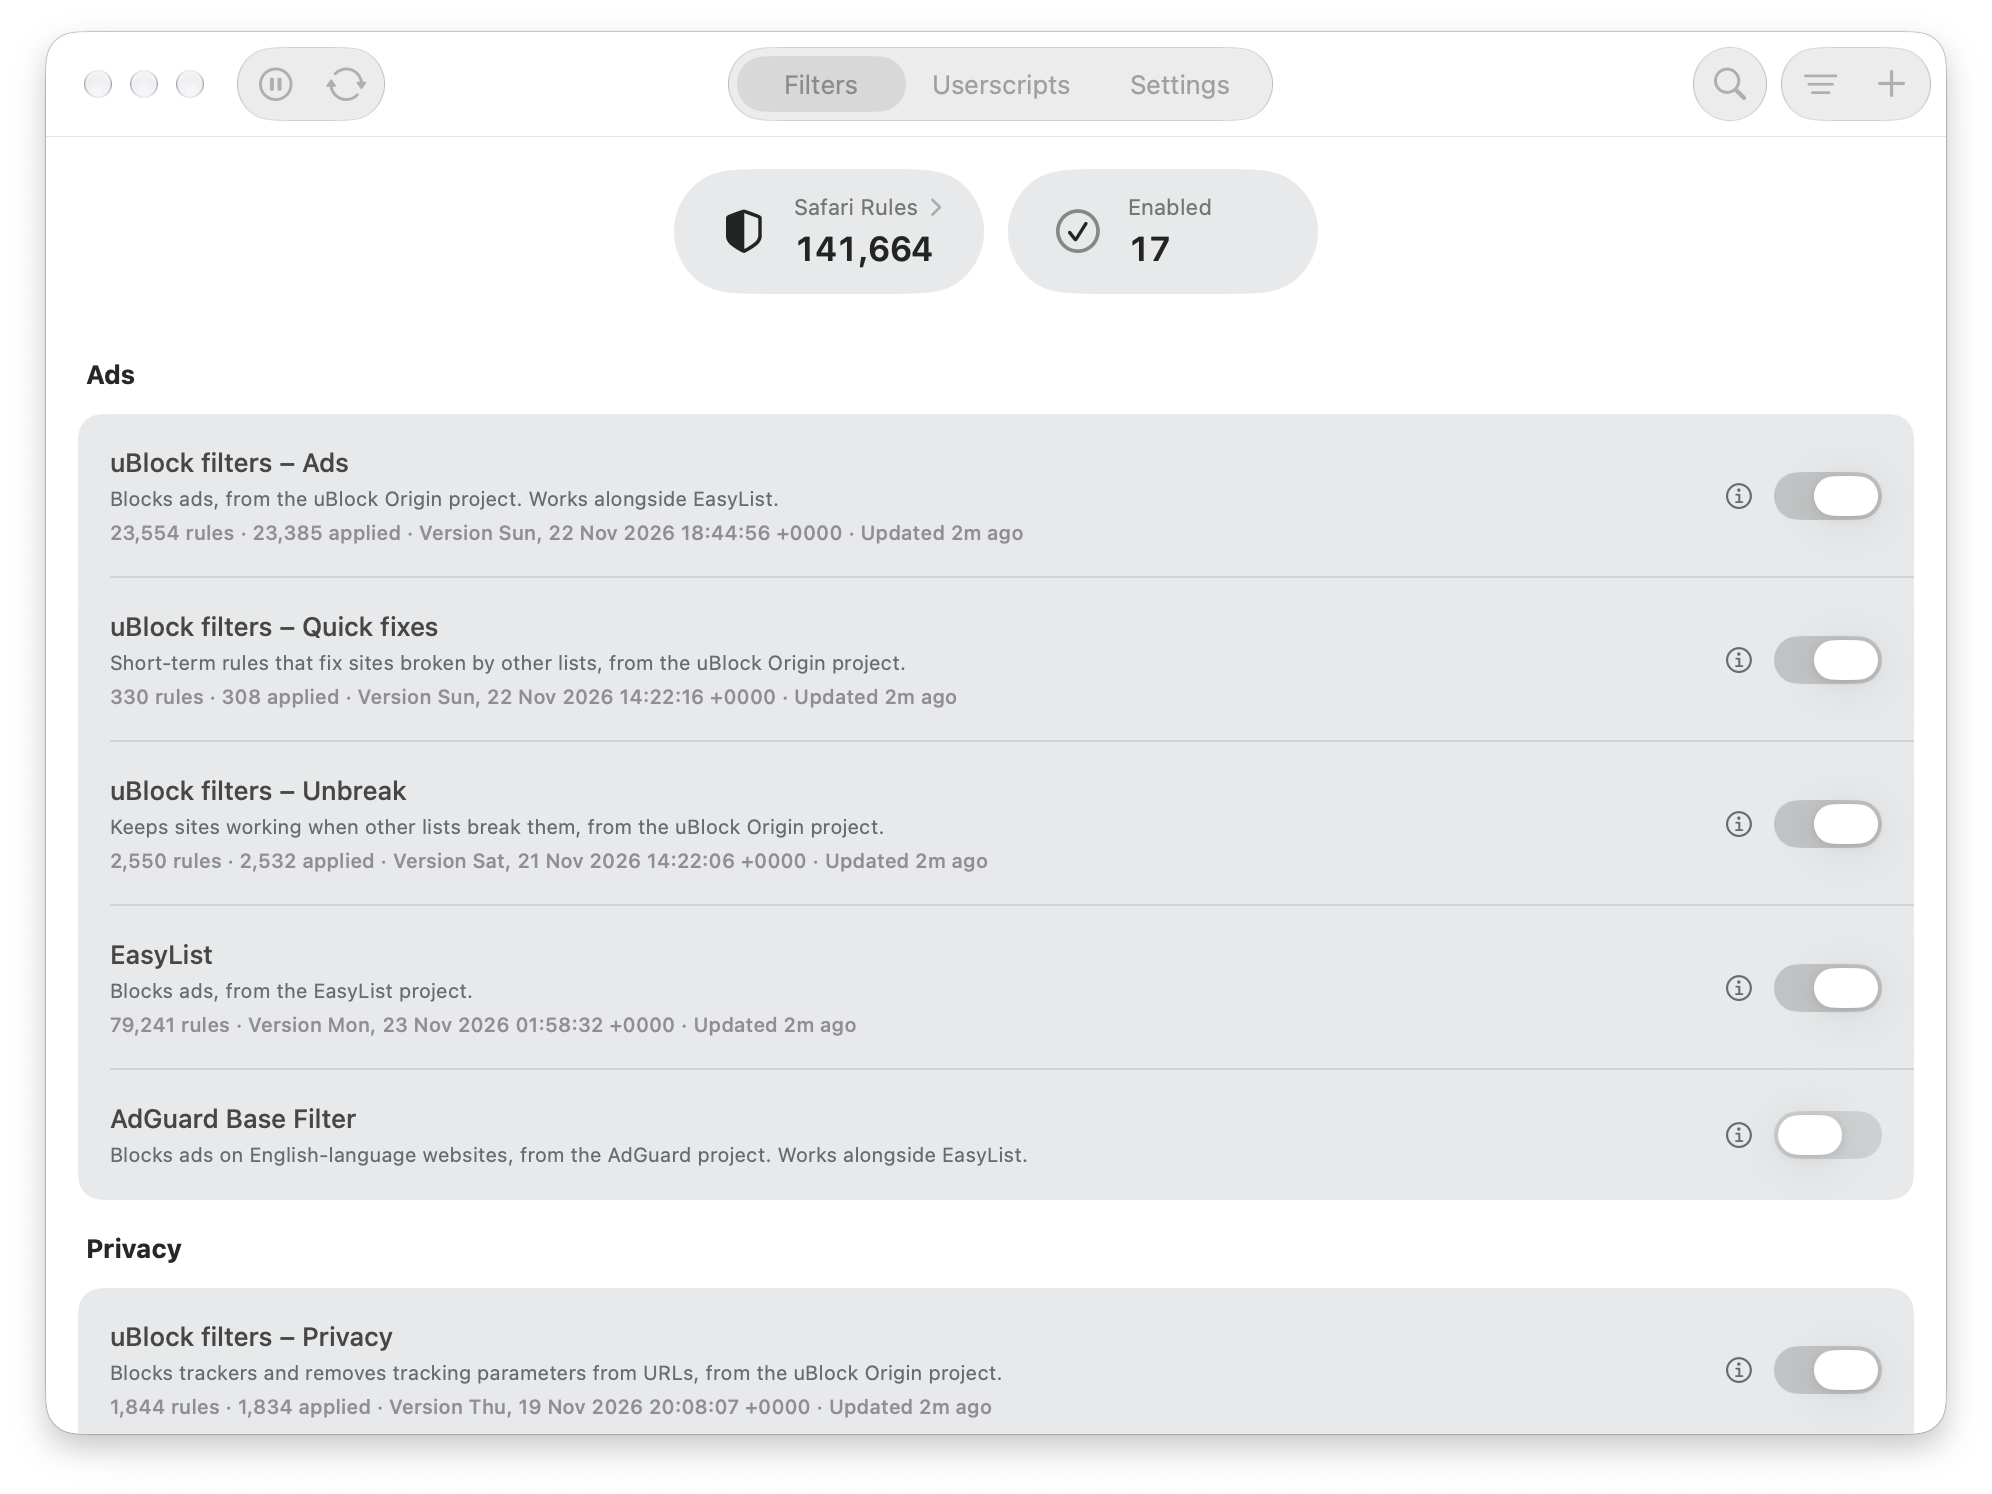 Filters
Userscripts
Settings
Safari Rules
141,664
Enabled
17
Ads
uBlock filters – Ads
Blocks ads, from the uBlock Origin project. Works alongside EasyList.
23,554 rules · 23,385 applied · Version Sun, 22 Nov 2026 18:44:56 +0000 · Updated 2m ago
uBlock filters – Quick fixes
Short-term rules that fix sites broken by other lists, from the uBlock Origin project.
330 rules · 308 applied · Version Sun, 22 Nov 2026 14:22:16 +0000 · Updated 2m ago
uBlock filters – Unbreak
Keeps sites working when other lists break them, from the uBlock Origin project.
2,550 rules · 2,532 applied · Version Sat, 21 Nov 2026 14:22:06 +0000 · Updated 2m ago
EasyList
Blocks ads, from the EasyList project.
79,241 rules · Version Mon, 23 Nov 2026 01:58:32 +0000 · Updated 2m ago
AdGuard Base Filter
Blocks ads on English-language websites, from the AdGuard project. Works alongside EasyList.
Privacy
uBlock filters – Privacy
Blocks trackers and removes tracking parameters from URLs, from the uBlock Origin project.
1,844 rules · 1,834 applied · Version Thu, 19 Nov 2026 20:08:07 +0000 · Updated 2m ago